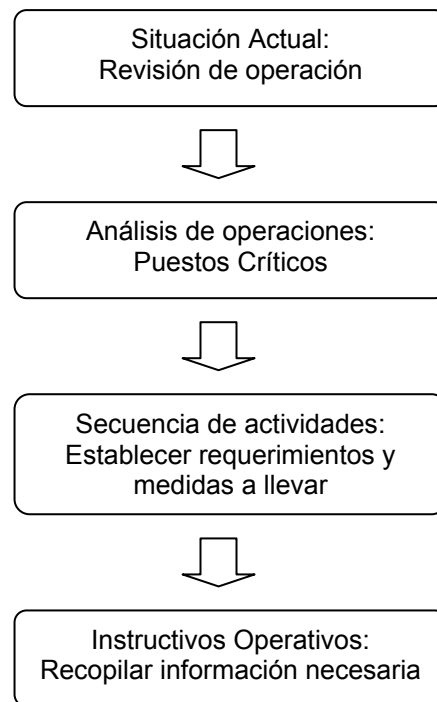 Situación Actual:
Revisión de operación
Análisis de operaciones:
Puestos Críticos
Secuencia de actividades:
Establecer requerimientos y
medidas a llevar
Instructivos Operativos:
Recopilar información necesaria